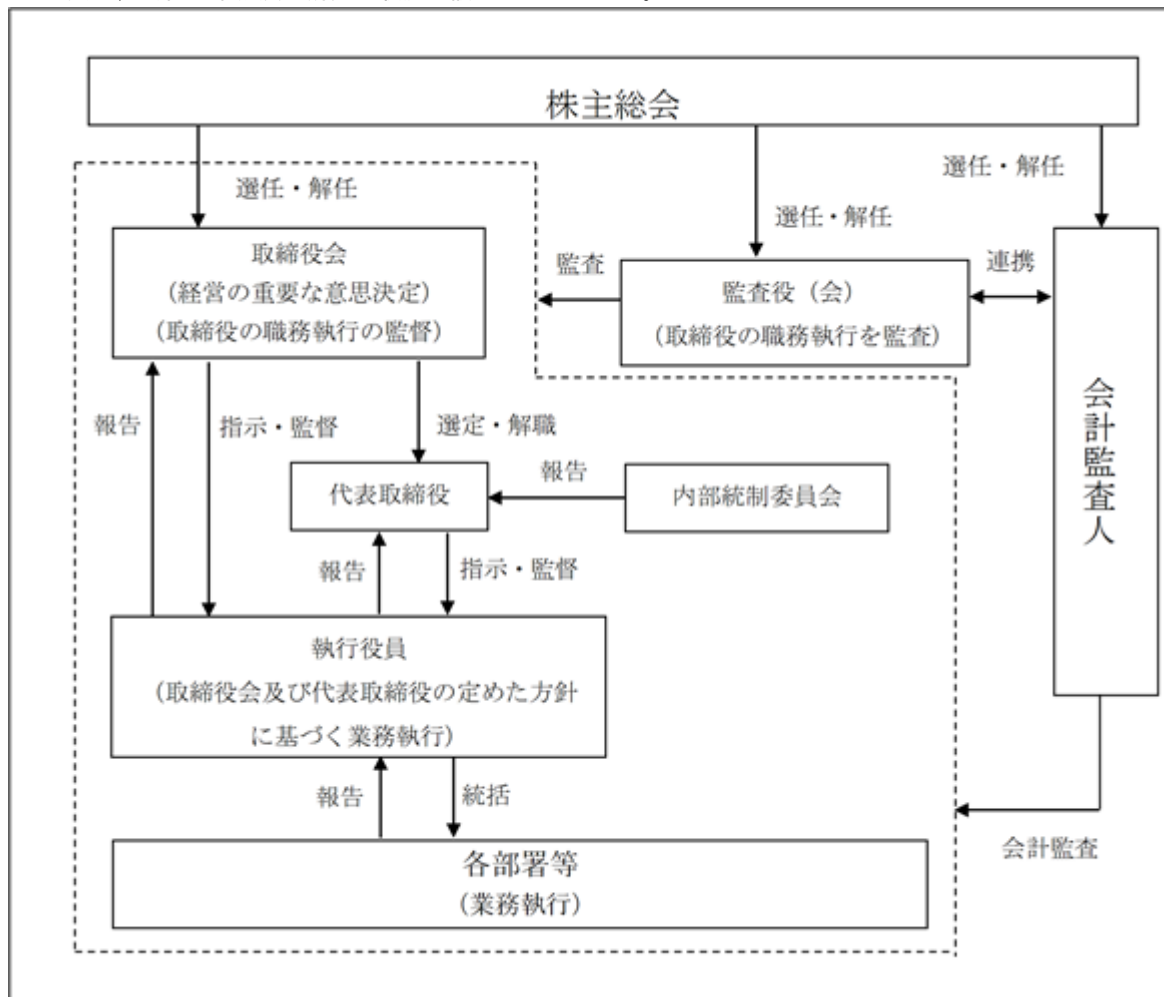 株主総会
選任・解任
選任・解任
選任・解任
取締役会
(経営の重要な意思決定)
(取締役の職務執行の監督)
監査
監査役（会）
(取締役の職務執行を監査)
連携
会計監査人
報告
指示・監督
選定・解職
代表取締役
報告
内部統制委員会
報告
指示・監督
執行役員
(取締役会及び代表取締役の定めた方針
に基づく業務執行)
報告
統括
会計監査
各部署等
(業務執行)